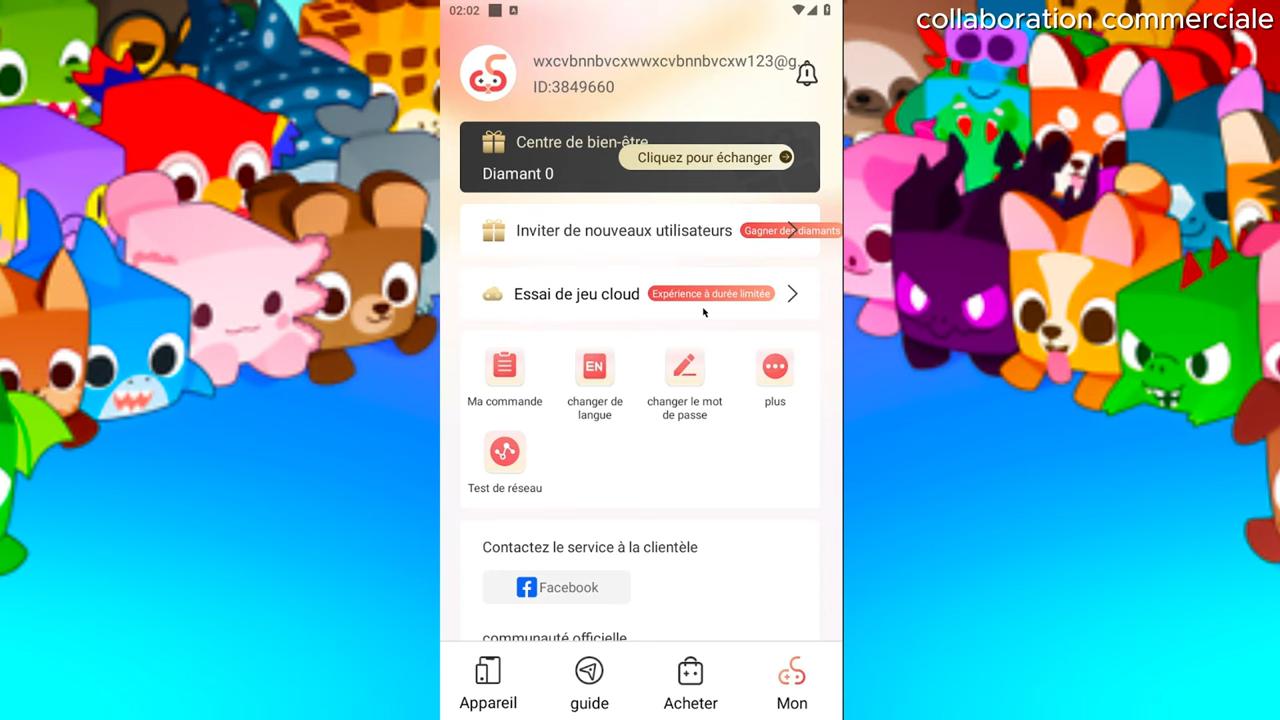 collaboration commerciale
02:02
A
wxcvbnnbvcxwwxcvbnnbvcxw123@g...
ID:3849660
Centre de bien-être
Cliquez pour échanger
Diamant 0
Inviter de nouveaux utilisateurs
Gagner des diamants
Essai de jeu cloud
Expérience à durée limitée
EN
Ma commande
changer de
langue
changer le mot
de passe
plus
Test de réseau
Contactez le service à la clientèle
Facebook
communauté officielle
Appareil
guide
Acheter
Mon